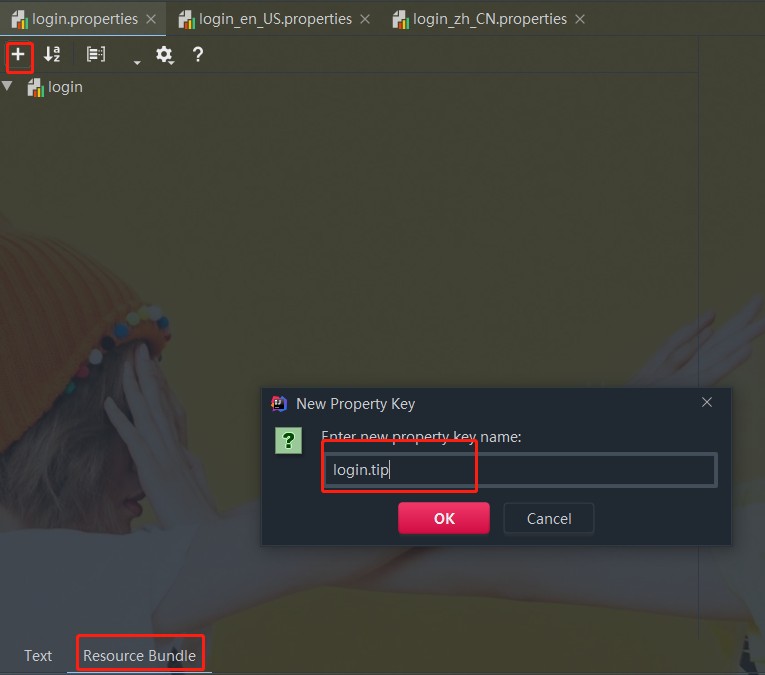 login.properties login_en_US.properties login_zh_CN.properties
login
New Property Key
Enter new property key name:
login.tip
OK Cancel
Text Resource Bundle